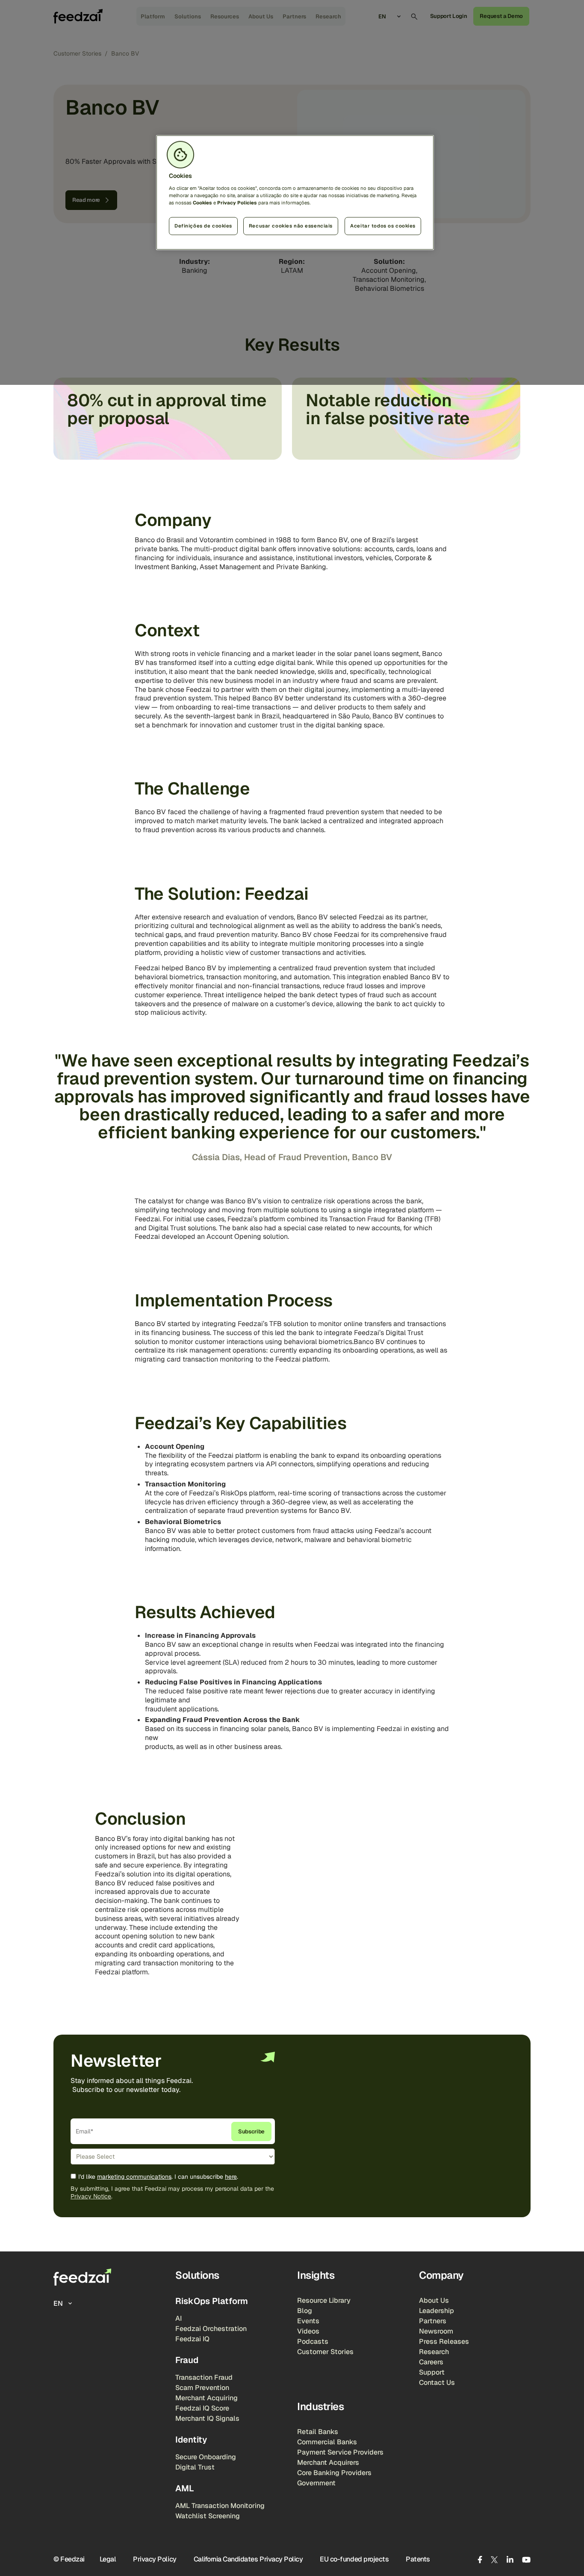 feedzai
Platform Solutions Resources About Us Partners Research
EN
Support Login
Request a Demo
Customer Stories / Banco BV
Banco BV
80% Faster Approvals with
Read more
Cookies
Ao clicar em "Aceitar todos os cookies", concorda com o armazenamento de cookies no seu dispositivo para
melhorar a navegação no site, analisar a utilização do site e ajudar nas nossas iniciativas de marketing. Reveja
as nossas Cookies e Privacy Policies para mais informações.
Definições de cookies
Recusar cookies não essenciais
Aceitar todos os cookies
Industry:
Banking
Region:
LATAM
Solution:
Account Opening,
Transaction Monitoring,
Behavioral Biometrics
Key Results
80% cut in approval time
per proposal
Notable reduction
in false positive rate
Company
Banco do Brasil and Votorantim combined in 1988 to form Banco BV, one of Brazil's largest
private banks. The multi-product digital bank offers innovative solutions: accounts, cards, loans and
financing for individuals, insurance and assistance, institutional investors, vehicles, Corporate &
Investment Banking, Asset Management and Private Banking.
Context
With strong roots in vehicle financing and a market leader in the solar panel loans segment, Banco
BV has transformed itself into a cutting edge digital bank. While this opened up opportunities for the
institution, it also meant that the bank needed knowledge, skills and, specifically, technological
expertise to deliver this new business model in an industry where fraud and scams are constant.
The bank chose Feedzai to partner with them on their digital journey, implementing a multi-layered
fraud prevention system. This helped Banco BV better understand its customers with a 360-degree
view — from onboarding to real-time transactions — and deliver products to them safely and
securely. As the seventh-largest bank in Brazil, headquartered in São Paulo, Banco BV continues to
set a benchmark for innovation and customer trust in the digital banking space.
The Challenge
Banco BV faced the challenge of having a fragmented fraud prevention system that needed to be
improved to match market maturity levels. The bank lacked a centralized and integrated approach
to fraud prevention across its various products and channels.
The Solution: Feedzai
After extensive research and evaluation of vendors, Banco BV selected Feedzai as its partner,
prioritizing cultural and technological alignment as well as the ability to address the bank's needs,
technical gaps, and fraud prevention maturity. Banco BV chose Feedzai for its comprehensive fraud
prevention capabilities and its ability to integrate multiple monitoring processes into a single
platform, providing a holistic view of customer transactions and activities.
Feedzai helped Banco BV by implementing a centralized fraud prevention system that included
behavioral biometrics, transaction monitoring, and automation. This integration enabled Banco BV to
effectively monitor financial and non-financial transactions, reduce fraud losses and improve
customer experience. Threat intelligence helped the bank detect types of fraud such as account
takeovers and the presence of malware on a customer's device, allowing the bank to act quickly to
stop malicious activity.
"We have seen exceptional results by integrating Feedzai's
fraud prevention system. Our turnaround time on financing
approvals has improved significantly and fraud losses have
been drastically reduced, leading to a safer and more
efficient banking experience for our customers."
Cássia Dias, Head of Fraud Prevention, Banco BV
The catalyst for change was Banco BV's vision to centralize risk operations across the bank,
simplifying technology and moving from multiple solutions to using a single integrated platform —
Feedzai. For initial use cases, Feedzai's platform combined its Transaction Fraud for Banking (TFB)
and Digital Trust solutions. The bank also had a special case related to new accounts, for which
Feedzai developed an Account Opening solution.
Implementation Process
Banco BV started by integrating Feedzai's TFB solution to monitor online transfers and transactions
in its financing business. The success of this led the bank to integrate Feedzai's Digital Trust
solution to monitor customer interactions using behavioral biometrics.Banco BV continues to
centralize its risk management operations: currently expanding its onboarding operations, as well as
migrating card transaction monitoring to the Feedzai platform.
Feedzai's Key Capabilities
• Account Opening
The flexibility of the Feedzai platform is enabling the bank to expand its onboarding operations
by integrating ecosystem partners via API connectors, simplifying operations and reducing
threats.
• Transaction Monitoring
At the core of Feedzai's RiskOps platform, real-time scoring of transactions across the customer
lifecycle has driven efficiency through a 360-degree view, as well as accelerating the
centralization of separate fraud prevention systems for Banco BV.
• Behavioral Biometrics
Banco BV was able to better protect customers from fraud attacks using Feedzai's account
hacking module, which leverages device, network, malware and behavioral biometric
information.
Results Achieved
• Increase in Financing Approvals
Banco BV saw an exceptional change in results when Feedzai was integrated into the financing
approval process.
Service level agreement (SLA) reduced from 2 hours to 30 minutes, leading to more customer
approvals.
• Reducing False Positives in Financing Applications
The reduced false positive rate meant fewer rejections due to greater accuracy in identifying
legitimate and
fraudulent applications.
• Expanding Fraud Prevention Across the Bank
Based on its success in financing solar panels, Banco BV is implementing Feedzai in existing and
new
products, as well as in other business areas.
Conclusion
Banco BV's foray into digital banking has not
only increased options for new and existing
customers in Brazil, but has also provided a
safe and secure experience. By integrating
Feedzai's solution into its digital operations,
Banco BV reduced false positives and
increased approvals due to accurate
decision-making. The bank continues to
centralize risk operations across multiple
business areas, with several initiatives already
underway. These include extending the
account opening solution to new bank
accounts and credit card applications,
expanding its onboarding operations, and
migrating card transaction monitoring to the
Feedzai platform.
Newsletter
Stay informed about all things Feedzai.
Subscribe to our newsletter today.
Email*
Subscribe
Please Select
I'd like marketing communications. I can unsubscribe here.
By submitting, I agree that Feedzai may process my personal data per the
Privacy Notice.
feedzai
EN
Solutions
RiskOps Platform
AI
Feedzai Orchestration
Feedzai IQ
Fraud
Transaction Fraud
Scam Prevention
Merchant Acquiring
Feedzai IQ Score
Merchant IQ Signals
Identity
Secure Onboarding
Digital Trust
AML
AML Transaction Monitoring
Watchlist Screening
Insights
Resource Library
Blog
Events
Videos
Podcasts
Customer Stories
Industries
Retail Banks
Commercial Banks
Payment Service Providers
Merchant Acquirers
Core Banking Providers
Government
Company
About Us
Leadership
Partners
Newsroom
Press Releases
Research
Careers
Support
Contact Us
© Feedzai Legal Privacy Policy California Candidates Privacy Policy EU co-funded projects Patents